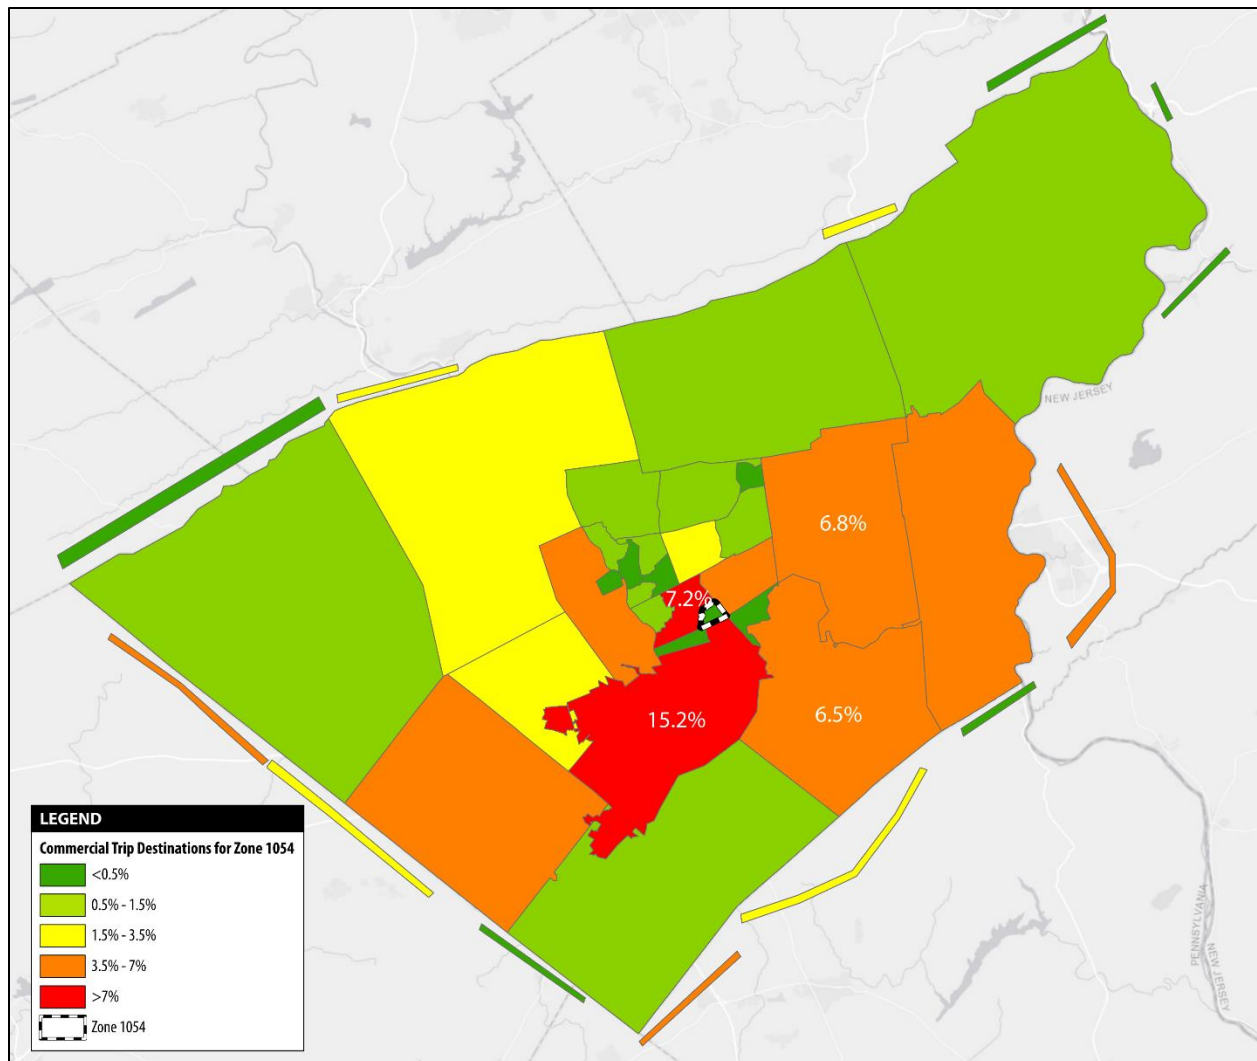 NEW JERSEY
6.8%
7.2%
15.2%
6.5%
LEGEND
Commercial Trip Destinations for Zone 1054
<0.5%
0.5% - 1.5%
1.5% - 3.5%
3.5% - 7%
>7%
Zone 1054
PENNSYLVANIA
NEW JERSEY